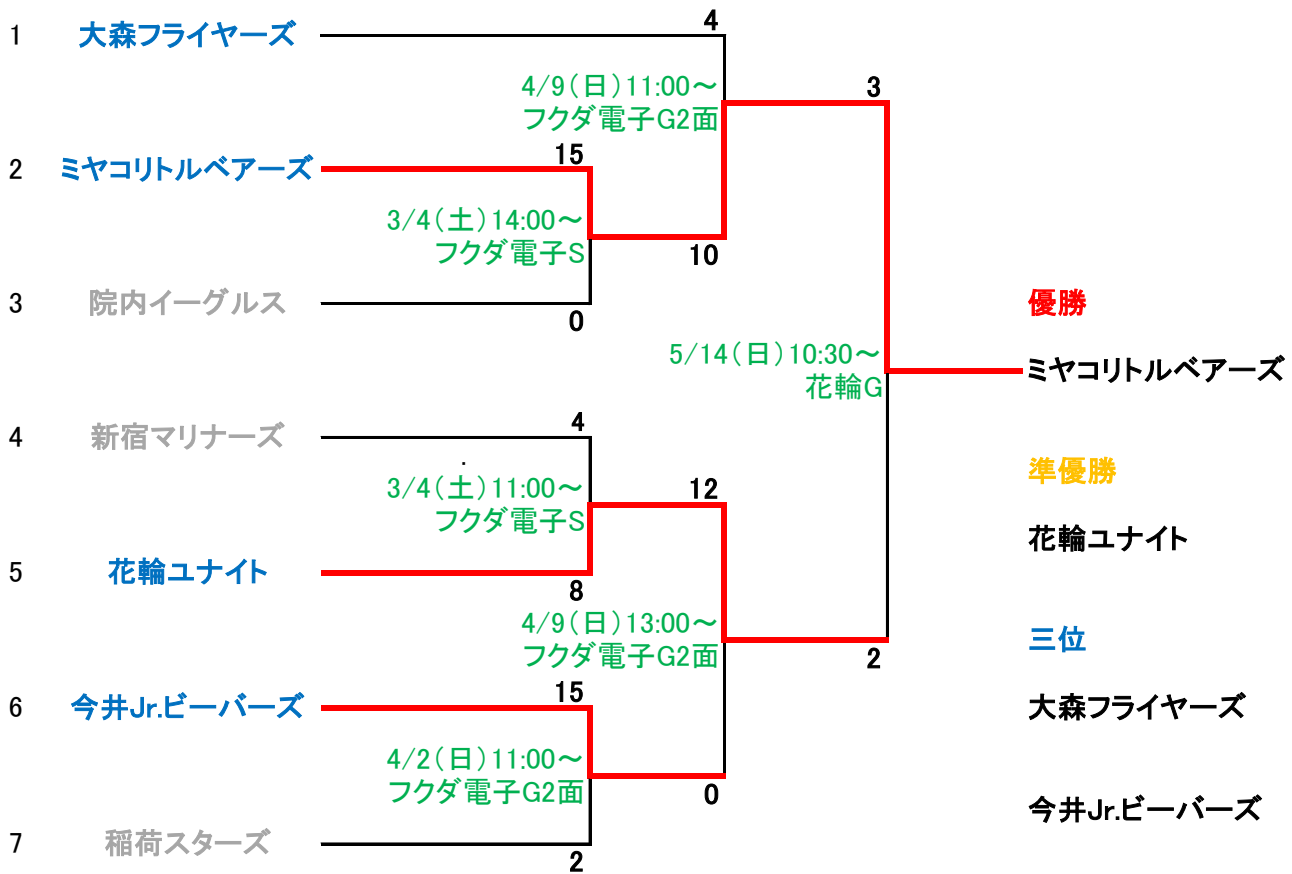 4
1 大森フライヤーズ
4/9(日)11:00～
フクダ電子G2面
3
15
2 ミヤコリトルベアーズ
3/4(土)14:00～
フクダ電子S
10
3 院内イーグルス
0
優勝
5/14(日)10:30～
花輪G
ミヤコリトルベアーズ
4
4 新宿マリナーズ
.
3/4(土)11:00～
フクダ電子S
12
準優勝
花輪ユナイト
5 花輪ユナイト
8
4/9(日)13:00～
フクダ電子G2面
2
三位
15
6 今井Jr.ビーバーズ
大森フライヤーズ
4/2(日)11:00～
フクダ電子G2面
0
今井Jr.ビーバーズ
7 稲荷スターズ
2